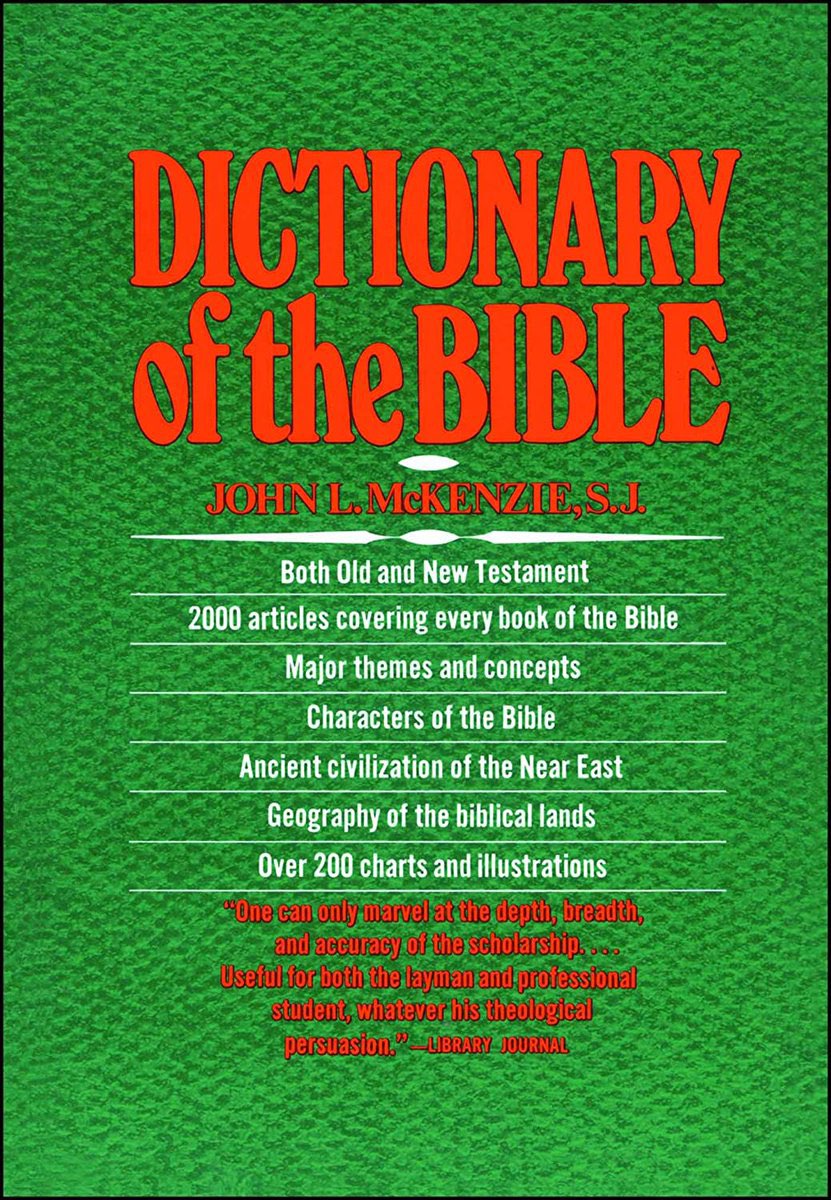 DICTIONARY
of the BIBLE
JOHN L. McKENZIE, S.J.
Both Old and New Testament
2000 articles covering every book of the Bible
Major themes and concepts
Characters of the Bible
Ancient civilization of the Near East
Geography of the biblical lands
Over 200 charts and illustrations
“One can only marvel at the depth, breadth,
and accuracy of the scholarship. . . .
Useful for both the layman and professional
student, whatever his theological
persuasion.”—LIBRARY JOURNAL